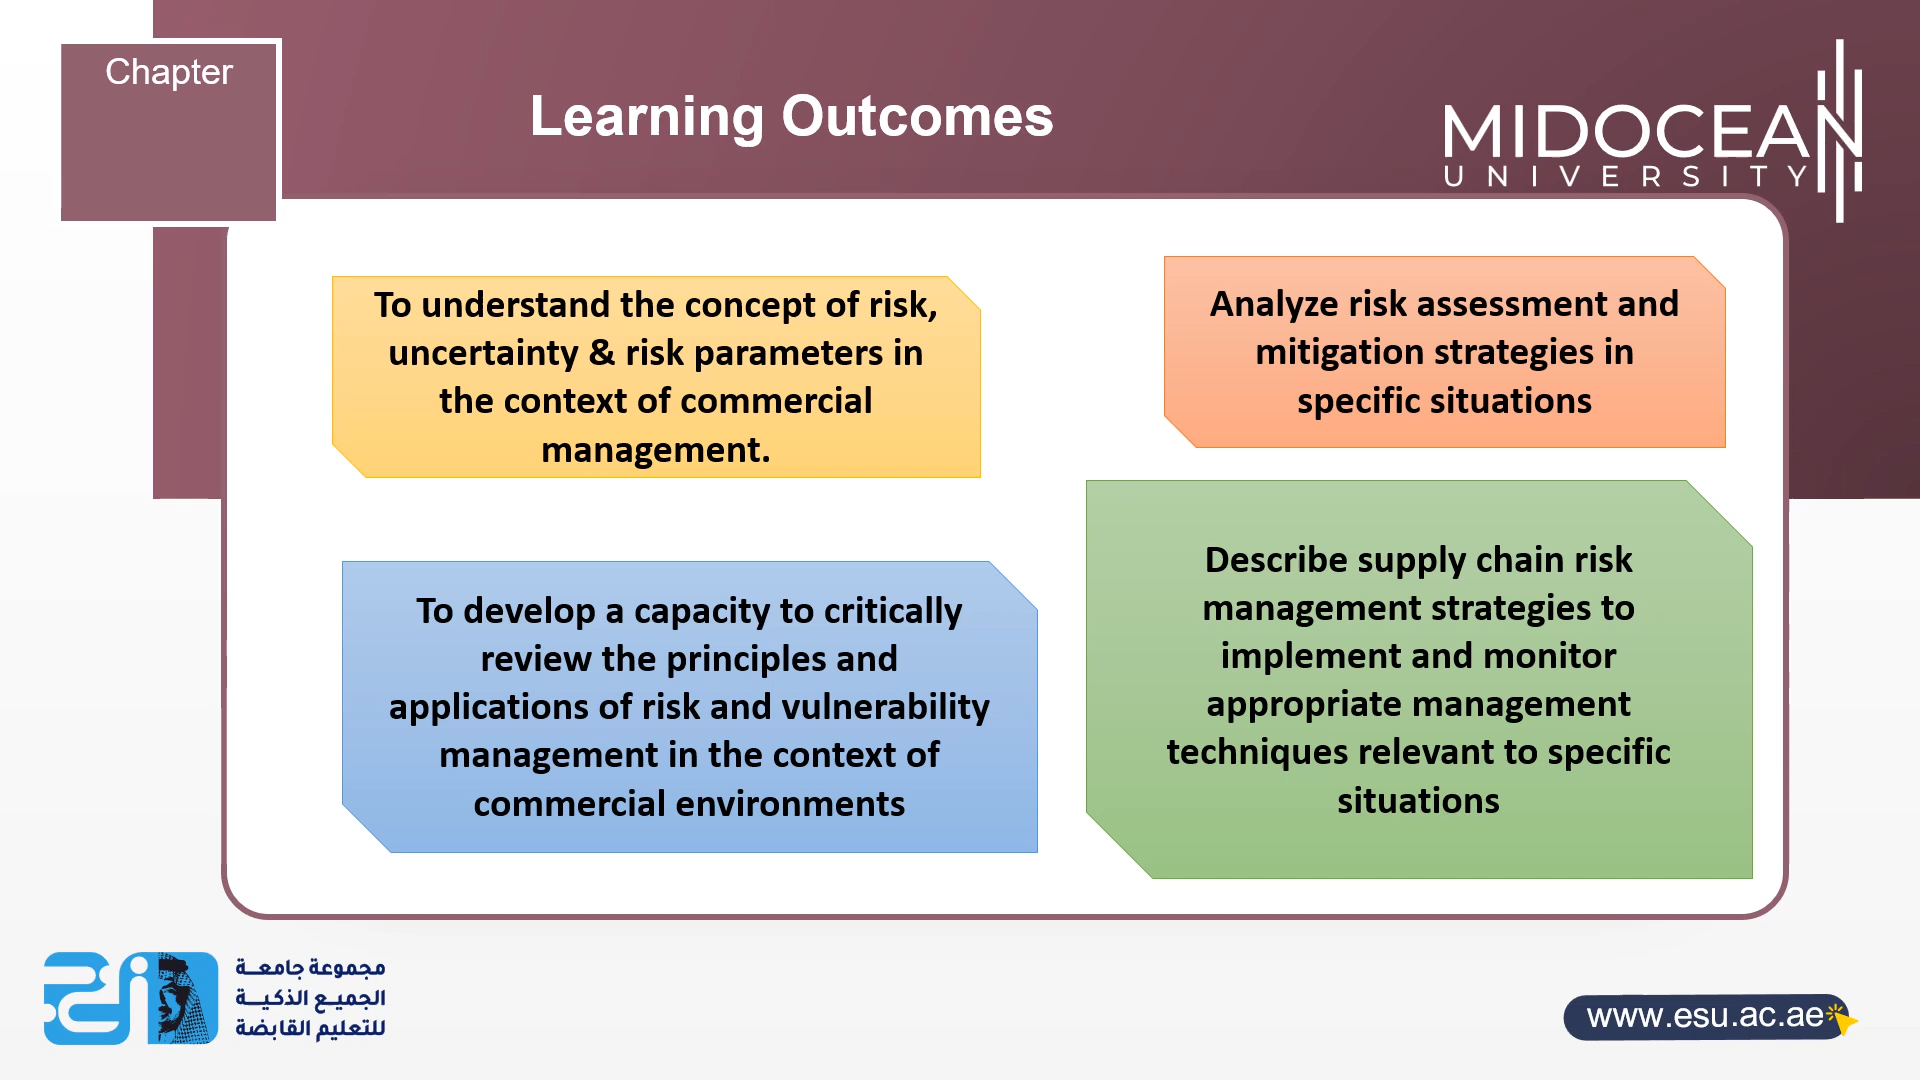 Chapter
Learning Outcomes
MIDOCEAN
UNIVERSITY
To understand the concept of risk,
uncertainty & risk parameters in
the context of commercial
management.
Analyze risk assessment and
mitigation strategies in
specific situations
To develop a capacity to critically
review the principles and
applications of risk and vulnerability
management in the context of
commercial environments
Describe supply chain risk
management strategies to
implement and monitor
appropriate management
techniques relevant to specific
situations
مجموعة جامعـــة
الجميـع الذكيـــة
للتعليم القابضة
www.esu.ac.ae